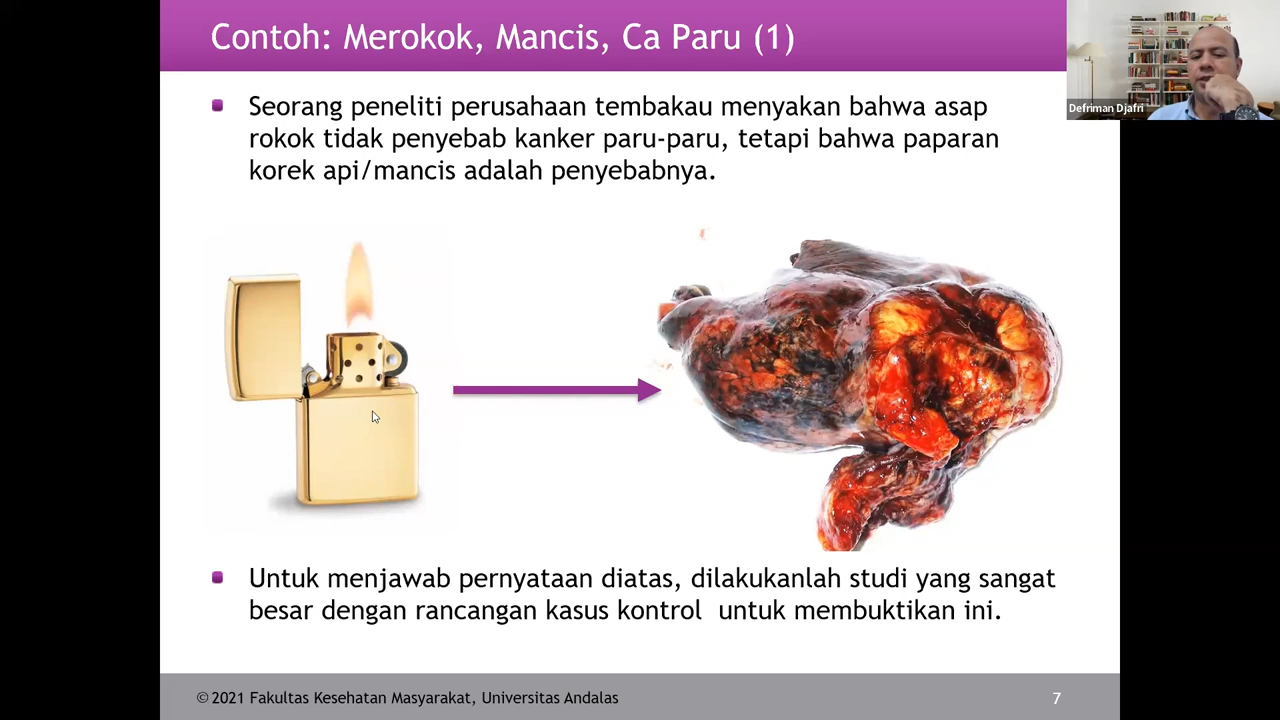 Contoh: Merokok, Mancis, Ca Paru (1)
Defriman Djafri
Seorang peneliti perusahaan tembakau menyakan bahwa asap
rokok tidak penyebab kanker paru-paru, tetapi bahwa paparan
korek api/mancis adalah penyebabnya.
Untuk menjawab pernyataan diatas, dilakukanlah studi yang sangat
besar dengan rancangan kasus kontrol untuk membuktikan ini.
© 2021 Fakultas Kesehatan Masyarakat, Universitas Andalas
7